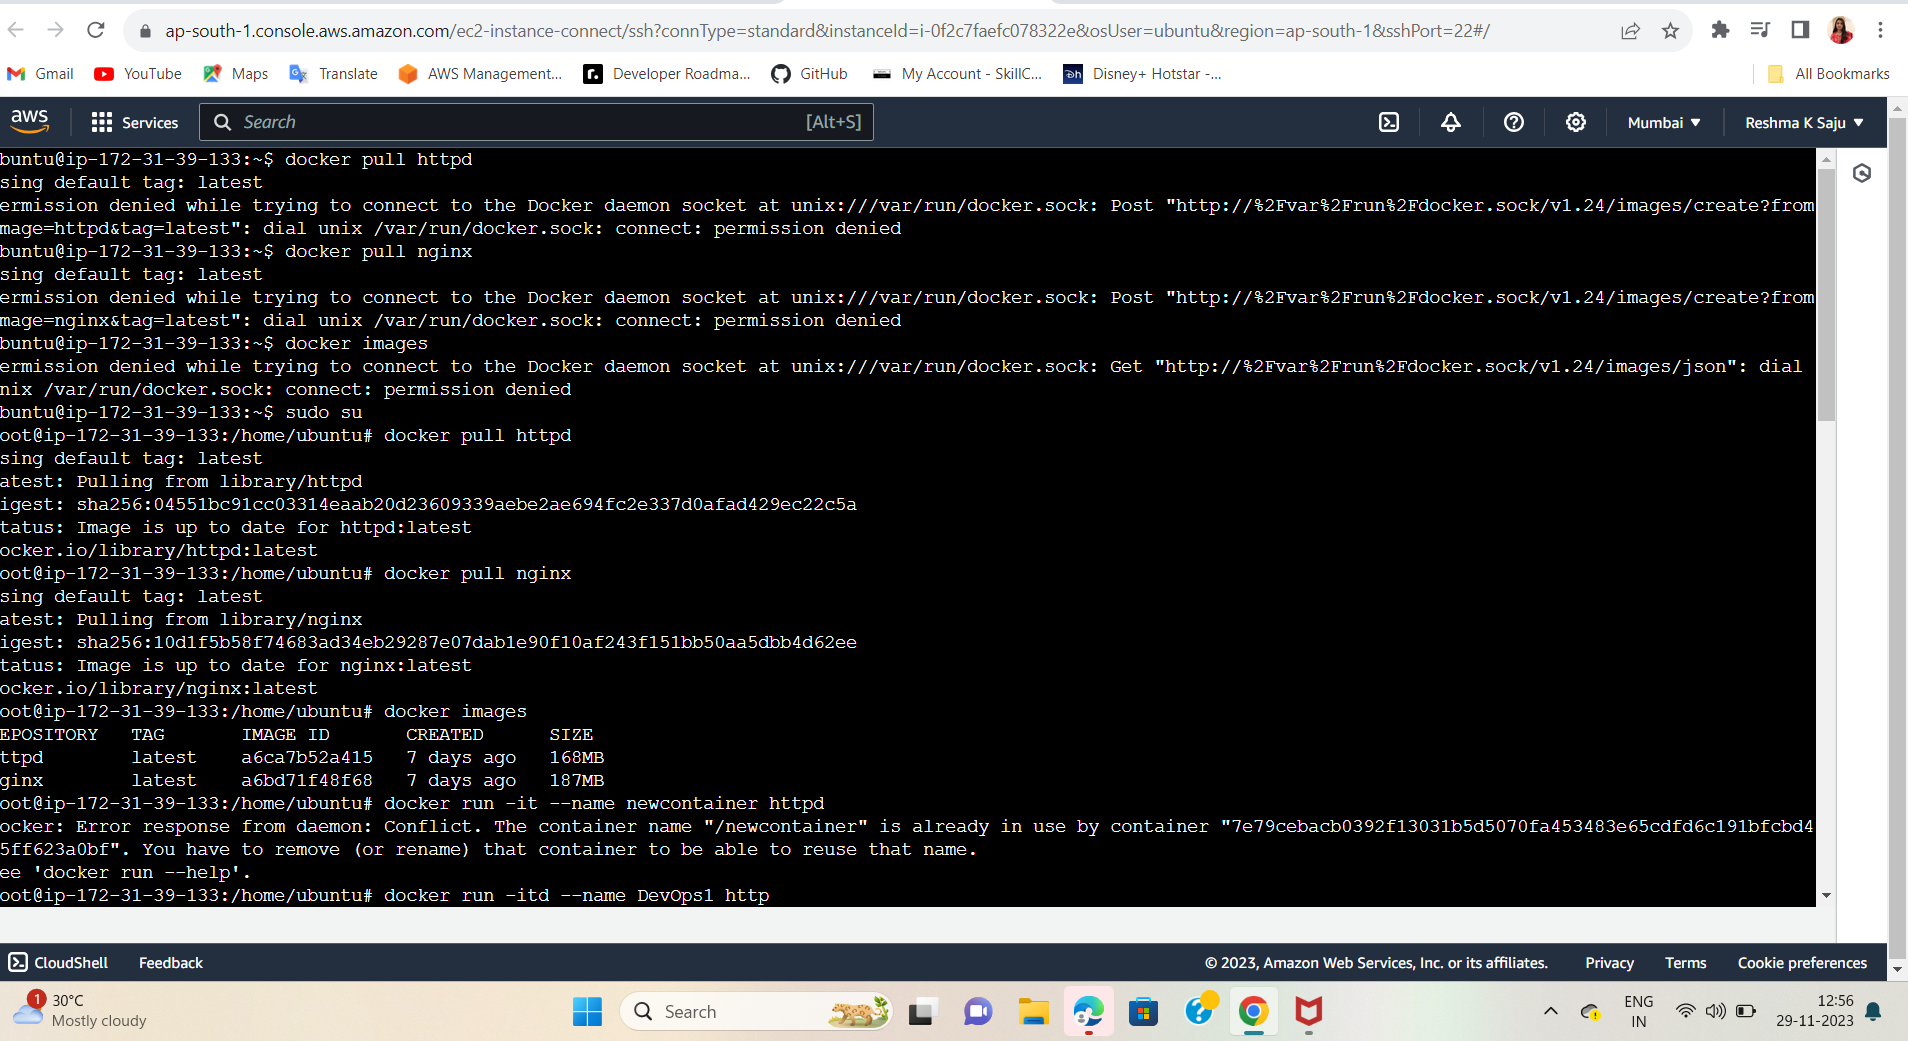 ap-south-1.console.aws.amazon.com/ec2-instance-connect/ssh?connType=standard&instanceId=i-0f2c7faefc078322e&osUser=ubuntu&region=ap-south-1&sshPort=22#/
Gmail YouTube Maps Translate AWS Management... Developer Roadma... GitHub My Account - SkillC... Disney+ Hotstar -... All Bookmarks
aws Services Search [Alt+S] Mumbai Reshma K Saju
buntu@ip-172-31-39-133:~$ docker pull httpd
sing default tag: latest
ermission denied while trying to connect to the Docker daemon socket at unix:///var/run/docker.sock: Post "http://%2Fvar%2Frun%2Fdocker.sock/v1.24/images/create?from
mage=httpd&tag=latest": dial unix /var/run/docker.sock: connect: permission denied
buntu@ip-172-31-39-133:~$ docker pull nginx
sing default tag: latest
ermission denied while trying to connect to the Docker daemon socket at unix:///var/run/docker.sock: Post "http://%2Fvar%2Frun%2Fdocker.sock/v1.24/images/create?from
mage=nginx&tag=latest": dial unix /var/run/docker.sock: connect: permission denied
buntu@ip-172-31-39-133:~$ docker images
ermission denied while trying to connect to the Docker daemon socket at unix:///var/run/docker.sock: Get "http://%2Fvar%2Frun%2Fdocker.sock/v1.24/images/json": dial
nix /var/run/docker.sock: connect: permission denied
buntu@ip-172-31-39-133:~$ sudo su
oot@ip-172-31-39-133:/home/ubuntu# docker pull httpd
sing default tag: latest
atest: Pulling from library/httpd
igest: sha256:04551bc91cc03314eaab20d23609339aebe2ae694fc2e337d0afad429ec22c5a
tatus: Image is up to date for httpd:latest
ocker.io/library/httpd:latest
oot@ip-172-31-39-133:/home/ubuntu# docker pull nginx
sing default tag: latest
atest: Pulling from library/nginx
igest: sha256:10d1f5b58f74683ad34eb29287e07dab1e90f10af243f151bb50aa5dbb4d62ee
tatus: Image is up to date for nginx:latest
ocker.io/library/nginx:latest
oot@ip-172-31-39-133:/home/ubuntu# docker images
EPOSITORY TAG IMAGE ID CREATED SIZE
ttpd latest a6ca7b52a415 7 days ago 168MB
ginx latest a6bd71f48f68 7 days ago 187MB
oot@ip-172-31-39-133:/home/ubuntu# docker run -it --name newcontainer httpd
ocker: Error response from daemon: Conflict. The container name "/newcontainer" is already in use by container "7e79cebacb0392f13031b5d5070fa453483e65cdfd6c191bfcbd4
5ff623a0bf". You have to remove (or rename) that container to be able to reuse that name.
ee 'docker run --help'.
oot@ip-172-31-39-133:/home/ubuntu# docker run -itd --name DevOps1 http
CloudShell Feedback © 2023, Amazon Web Services, Inc. or its affiliates. Privacy Terms Cookie preferences
1 30°C Search ENG 12:56
Mostly cloudy IN 29-11-2023